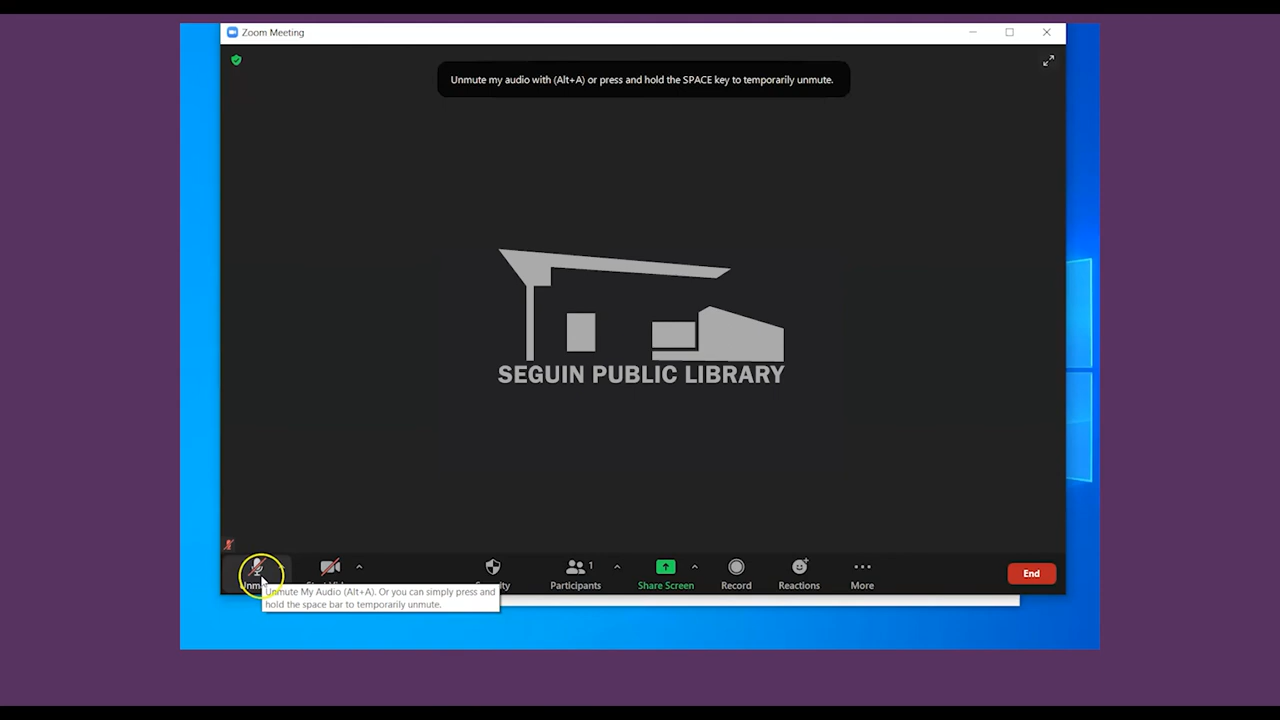 Zoom Meeting
Unmute my audio with (Alt+A) or press and hold the SPACE key to temporarily unmute.
SEGUIN PUBLIC LIBRARY
1
Participants
Share Screen
Record
Reactions
More
End
Unmute My Audio (Alt+A). Or you can simply press and
hold the space bar to temporarily unmute.